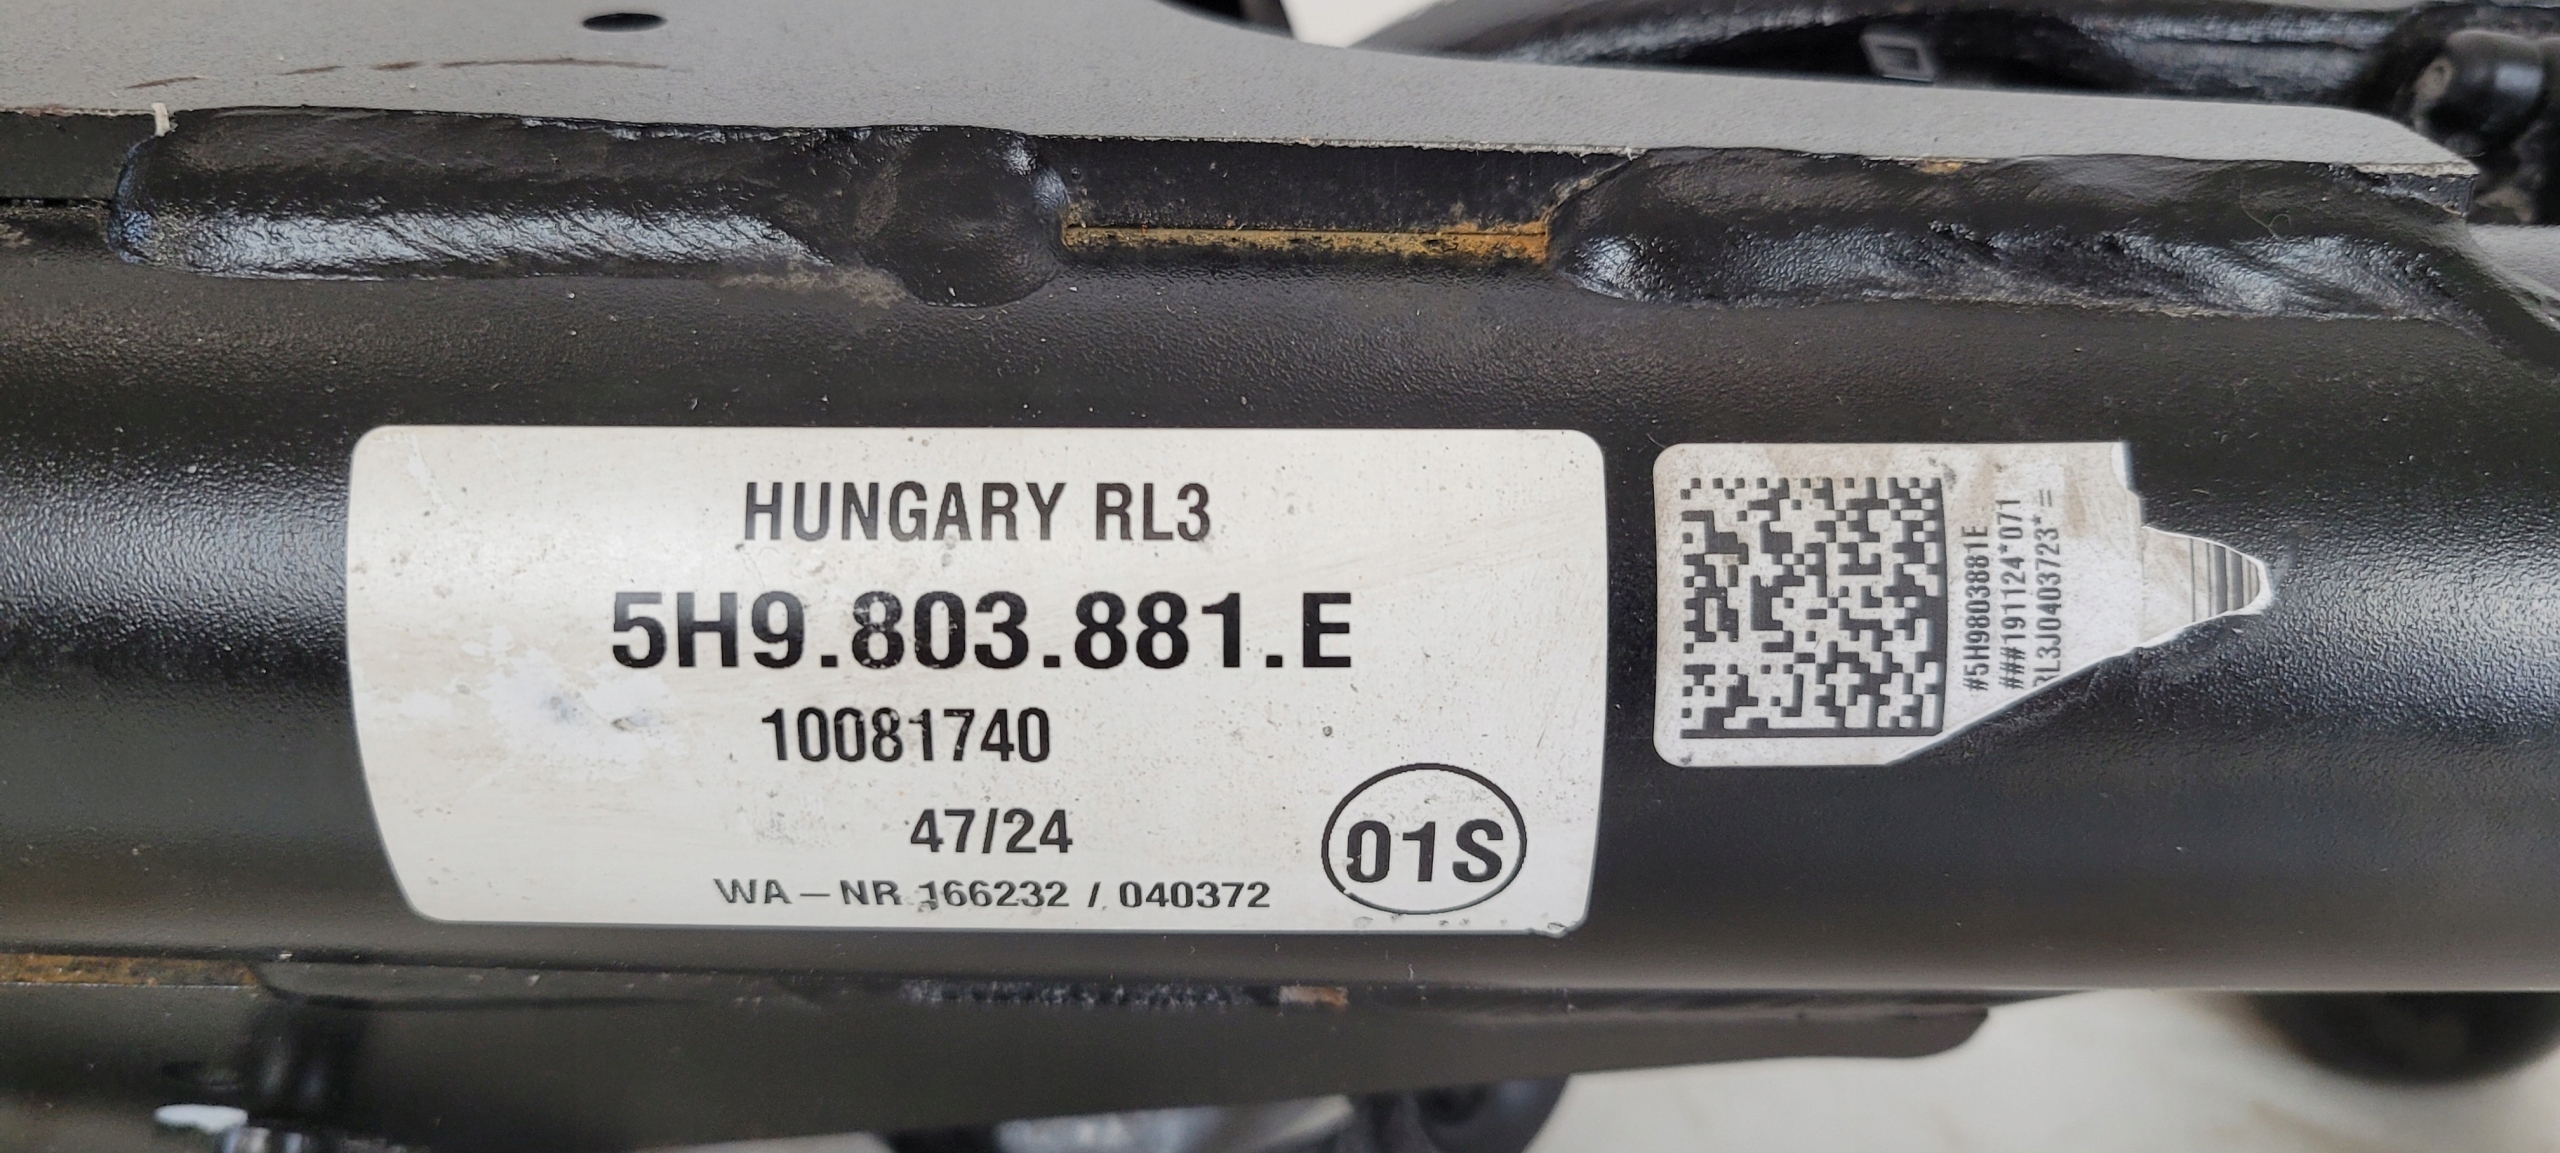 HUNGARY RL3
5H9.803.881.E
10081740
47/24
WA-NR 166232 / 040372
01S
#5H9803881E
###191124*071
RL3J0403723*=